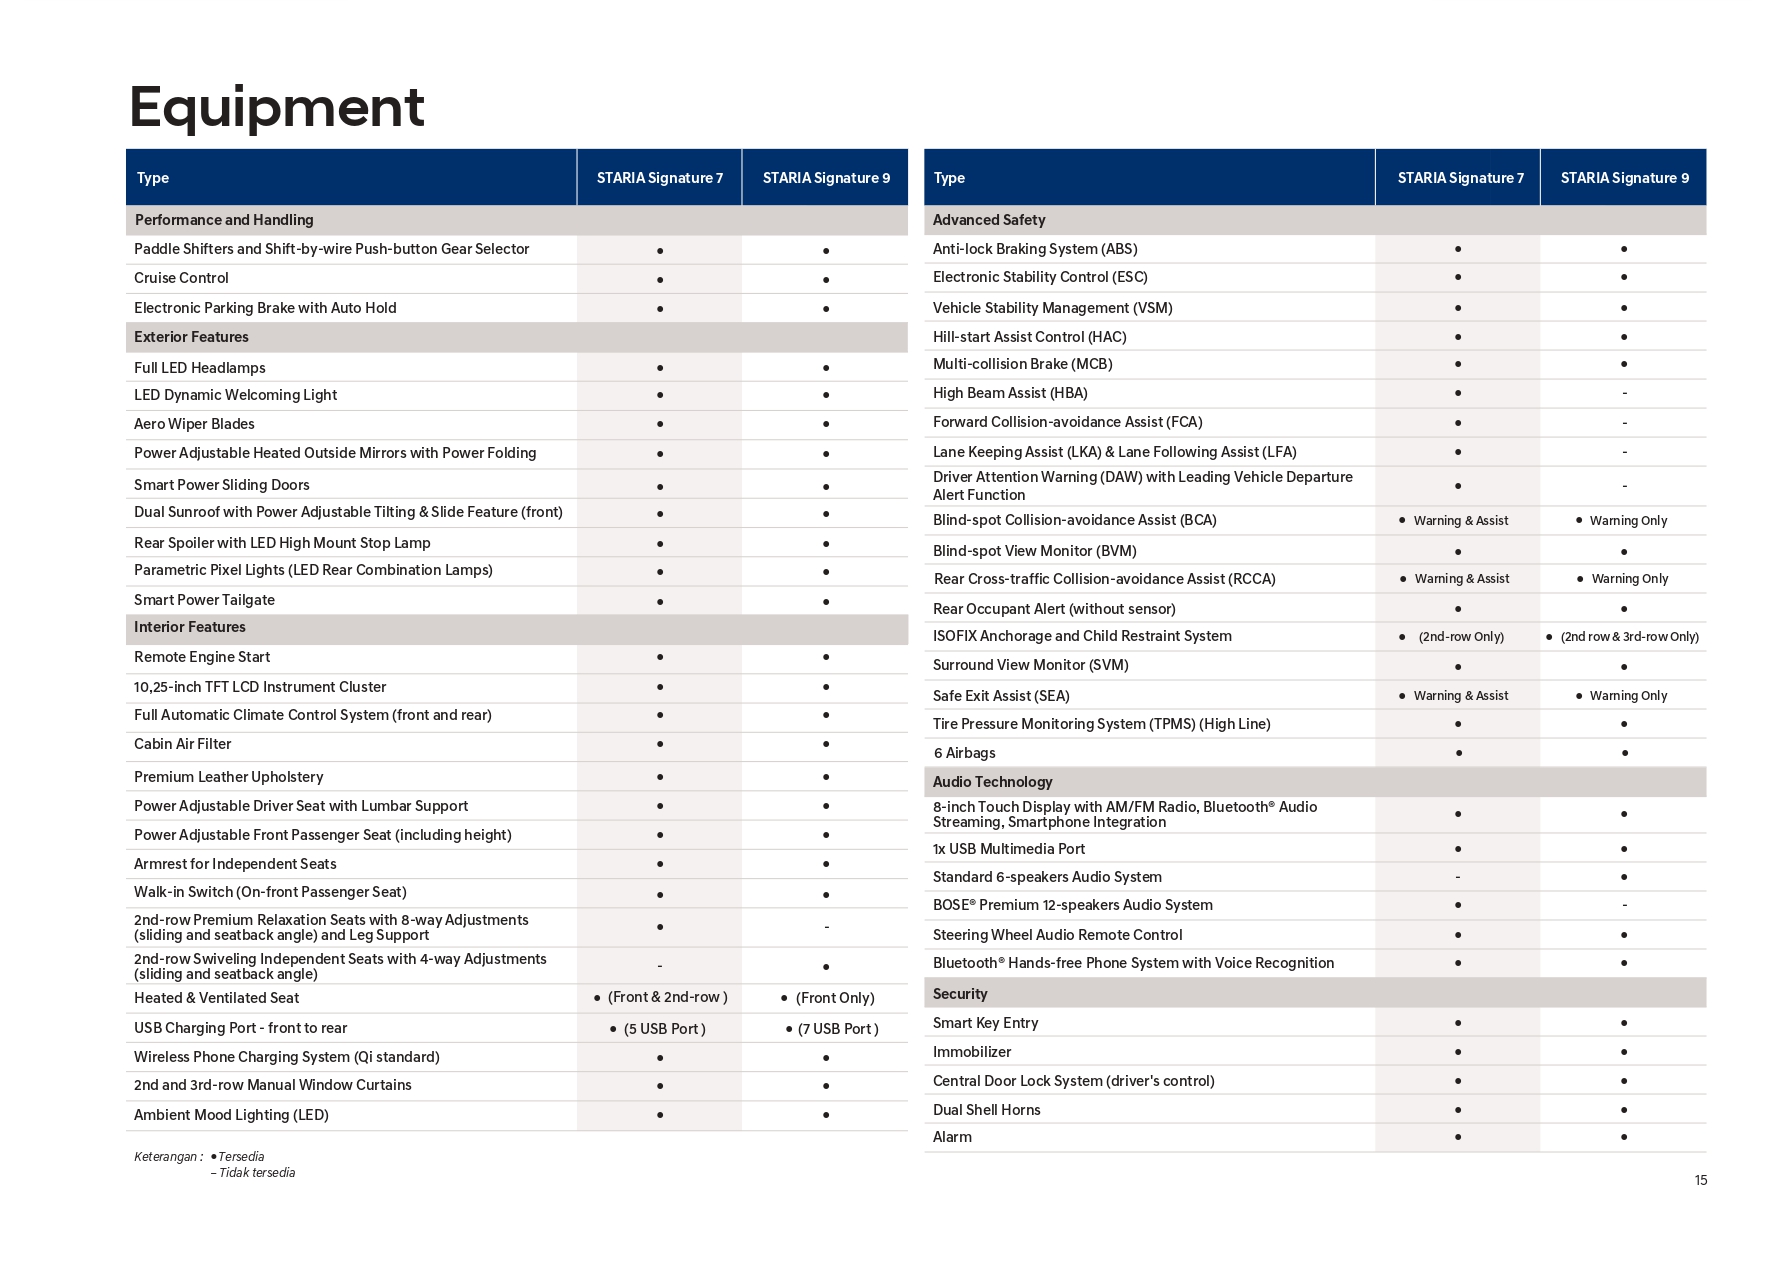 Equipment
Type STARIA Signature 7 STARIA Signature 9
Performance and Handling
Paddle Shifters and Shift-by-wire Push-button Gear Selector ● ●
Cruise Control ● ●
Electronic Parking Brake with Auto Hold ● ●
Exterior Features
Full LED Headlamps ● ●
LED Dynamic Welcoming Light ● ●
Aero Wiper Blades ● ●
Power Adjustable Heated Outside Mirrors with Power Folding ● ●
Smart Power Sliding Doors ● ●
Dual Sunroof with Power Adjustable Tilting & Slide Feature (front) ● ●
Rear Spoiler with LED High Mount Stop Lamp ● ●
Parametric Pixel Lights (LED Rear Combination Lamps) ● ●
Smart Power Tailgate ● ●
Interior Features
Remote Engine Start ● ●
10,25-inch TFT LCD Instrument Cluster ● ●
Full Automatic Climate Control System (front and rear) ● ●
Cabin Air Filter ● ●
Premium Leather Upholstery ● ●
Power Adjustable Driver Seat with Lumbar Support ● ●
Power Adjustable Front Passenger Seat (including height) ● ●
Armrest for Independent Seats ● ●
Walk-in Switch (On-front Passenger Seat) ● ●
2nd-row Premium Relaxation Seats with 8-way Adjustments
(sliding and seatback angle) and Leg Support ● -
2nd-row Swiveling Independent Seats with 4-way Adjustments
(sliding and seatback angle) - ●
Heated & Ventilated Seat ● (Front & 2nd-row ) ● (Front Only)
USB Charging Port - front to rear ● (5 USB Port ) ● (7 USB Port )
Wireless Phone Charging System (Qi standard) ● ●
2nd and 3rd-row Manual Window Curtains ● ●
Ambient Mood Lighting (LED) ● ●
Keterangan : ● Tersedia
– Tidak tersedia
Type STARIA Signature 7 STARIA Signature 9
Advanced Safety
Anti-lock Braking System (ABS) ● ●
Electronic Stability Control (ESC) ● ●
Vehicle Stability Management (VSM) ● ●
Hill-start Assist Control (HAC) ● ●
Multi-collision Brake (MCB) ● ●
High Beam Assist (HBA) ● -
Forward Collision-avoidance Assist (FCA) ● -
Lane Keeping Assist (LKA) & Lane Following Assist (LFA) ● -
Driver Attention Warning (DAW) with Leading Vehicle Departure
Alert Function ● -
Blind-spot Collision-avoidance Assist (BCA) ● Warning & Assist ● Warning Only
Blind-spot View Monitor (BVM) ● ●
Rear Cross-traffic Collision-avoidance Assist (RCCA) ● Warning & Assist ● Warning Only
Rear Occupant Alert (without sensor) ● ●
ISOFIX Anchorage and Child Restraint System ● (2nd-row Only) ● (2nd row & 3rd-row Only)
Surround View Monitor (SVM) ● ●
Safe Exit Assist (SEA) ● Warning & Assist ● Warning Only
Tire Pressure Monitoring System (TPMS) (High Line) ● ●
6 Airbags ● ●
Audio Technology
8-inch Touch Display with AM/FM Radio, Bluetooth® Audio
Streaming, Smartphone Integration ● ●
1x USB Multimedia Port ● ●
Standard 6-speakers Audio System - ●
BOSE® Premium 12-speakers Audio System ● -
Steering Wheel Audio Remote Control ● ●
Bluetooth® Hands-free Phone System with Voice Recognition ● ●
Security
Smart Key Entry ● ●
Immobilizer ● ●
Central Door Lock System (driver's control) ● ●
Dual Shell Horns ● ●
Alarm ● ●
15